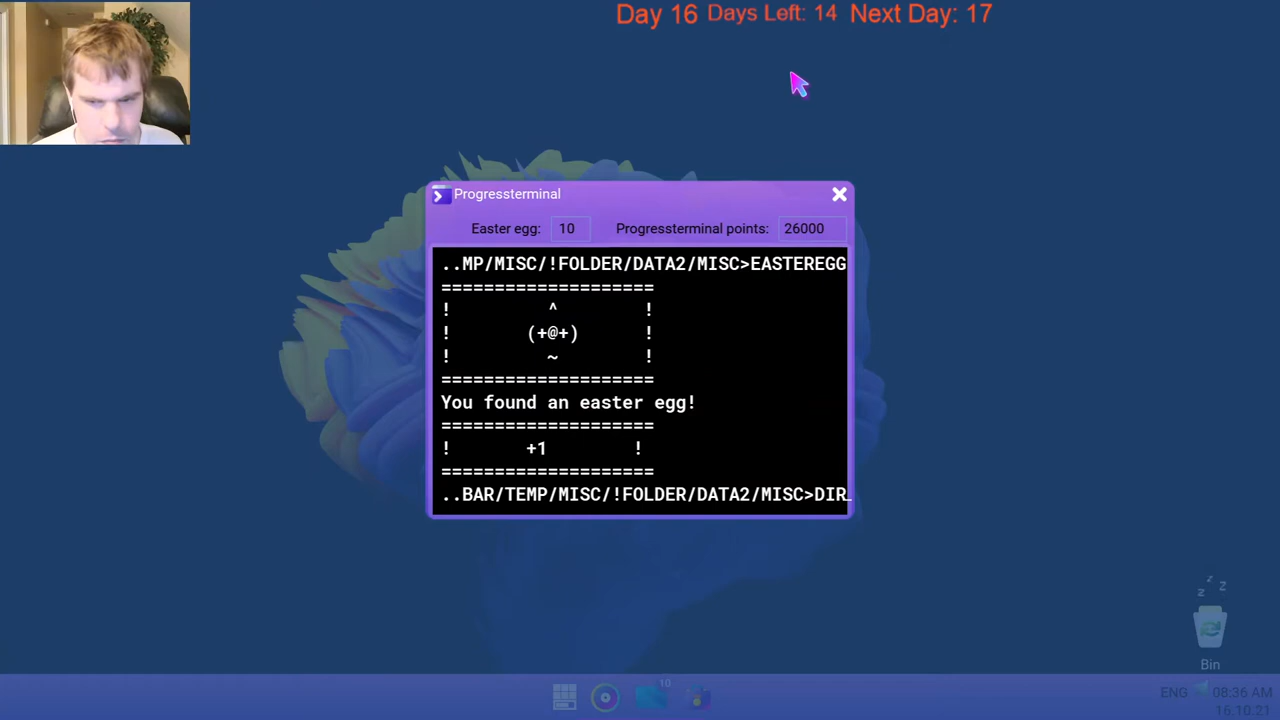 Day 16 Days Left: 14 Next Day: 17
Progressterminal
Easter egg: 10 Progressterminal points: 26000
..MP/MISC/!FOLDER/DATA2/MISC>EASTEREGG
====================
! ^ !
! (+@+) !
! ~ !
====================
You found an easter egg!
====================
! +1 !
====================
..BAR/TEMP/MISC/!FOLDER/DATA2/MISC>DIR_
z z z
Bin
10
ENG 08:36 AM
16.10.21